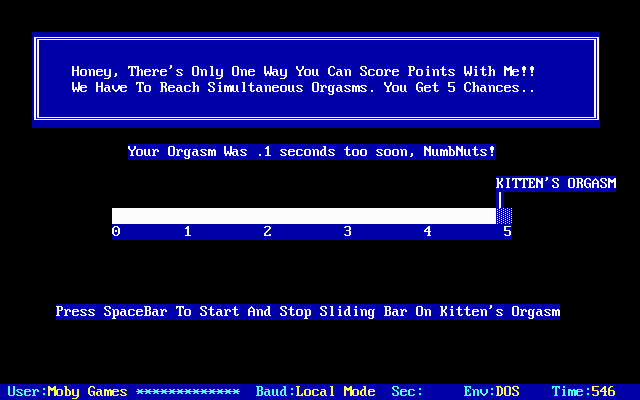 Honey, There's Only One Way You Can Score Points With Me!!
We Have To Reach Simultaneous Orgasms. You Get 5 Chances..
Your Orgasm Was .1 seconds too soon, NumbNuts!
KITTEN'S ORGASM
0 1 2 3 4 5
Press SpaceBar To Start And Stop Sliding Bar On Kitten's Orgasm
User:Moby Games ************* Baud:Local Mode Sec: Env:DOS Time:546